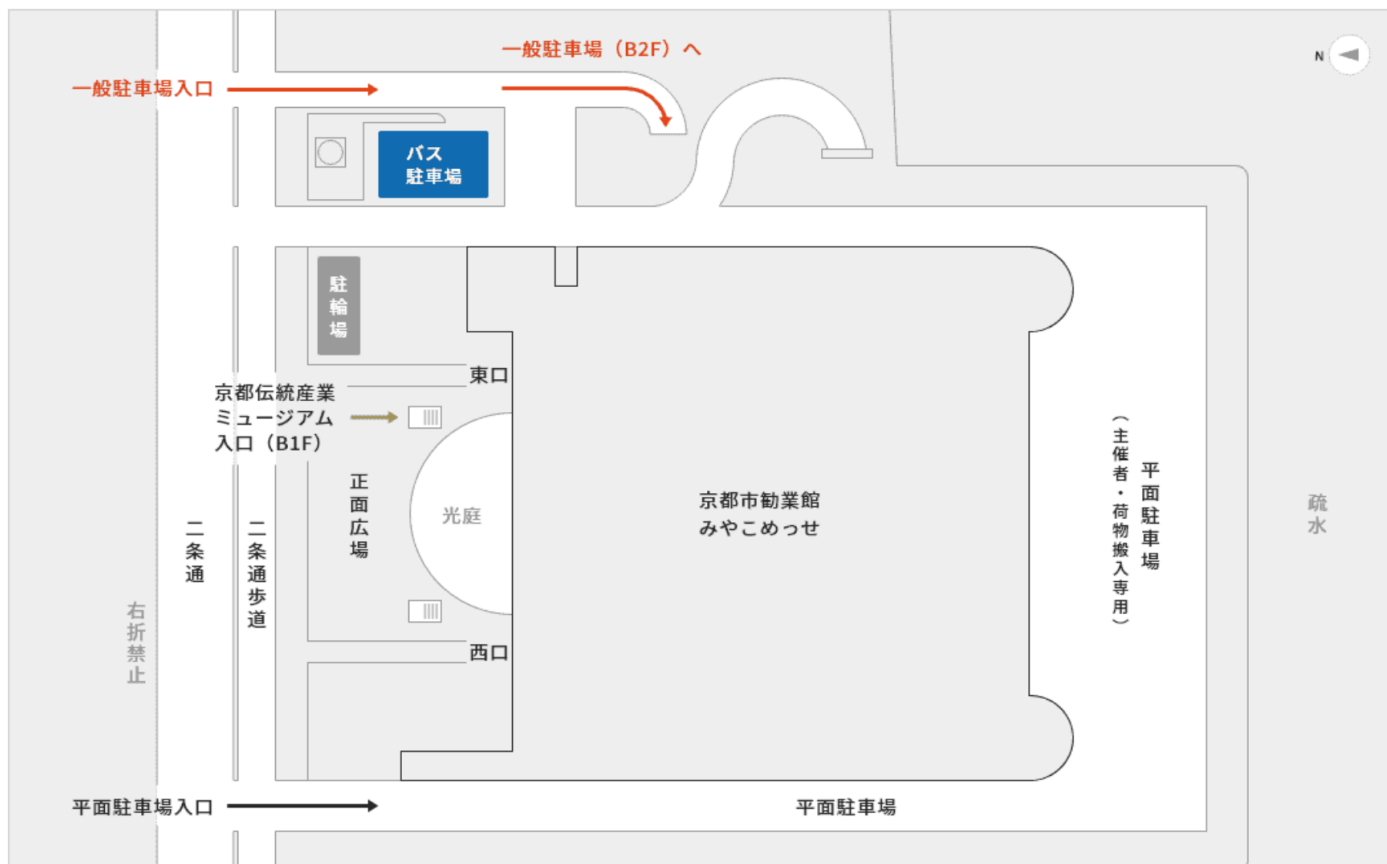 一般駐車場（B2F）へ
N
一般駐車場入口
バス
駐車場
駐輪場
東口
京都伝統産業
ミュージアム
入口（B1F）
正面広場
光庭
京都市勧業館
みやこめっせ
平面駐車場
（主催者・荷物搬入専用）
疏水
二条通
二条通歩道
右折禁止
西口
平面駐車場入口
平面駐車場